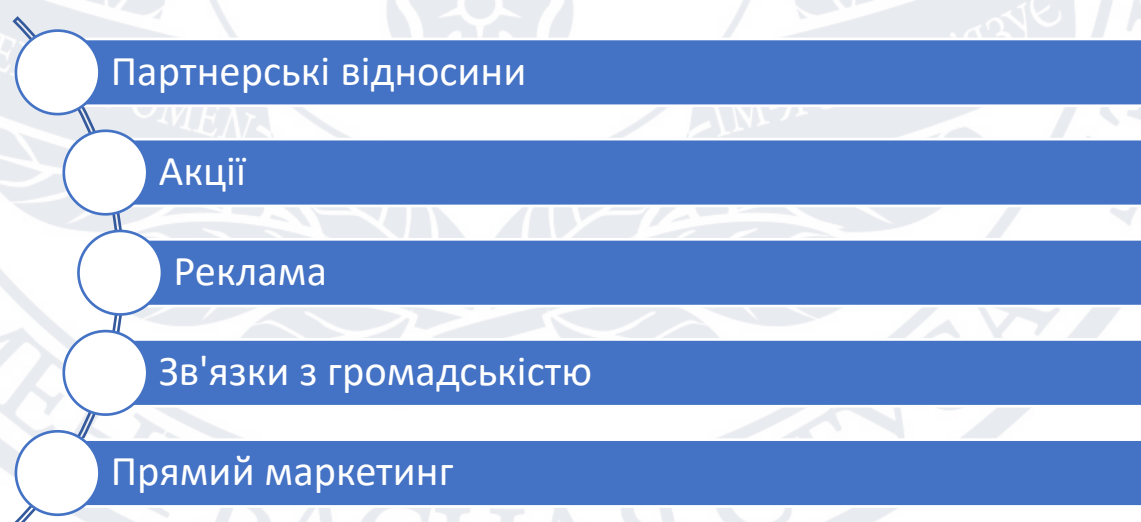 Партнерські відносини
Акції
Реклама
Зв'язки з громадськістю
Прямий маркетинг